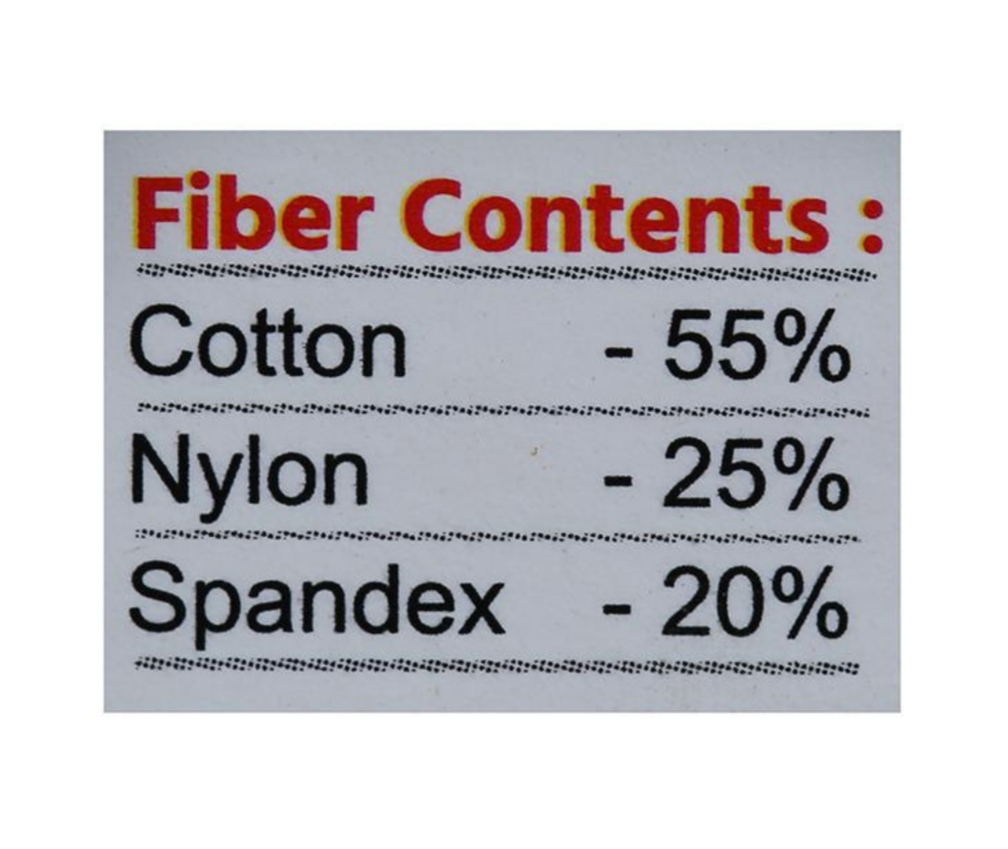 Fiber Contents :
Cotton - 55%
Nylon - 25%
Spandex - 20%